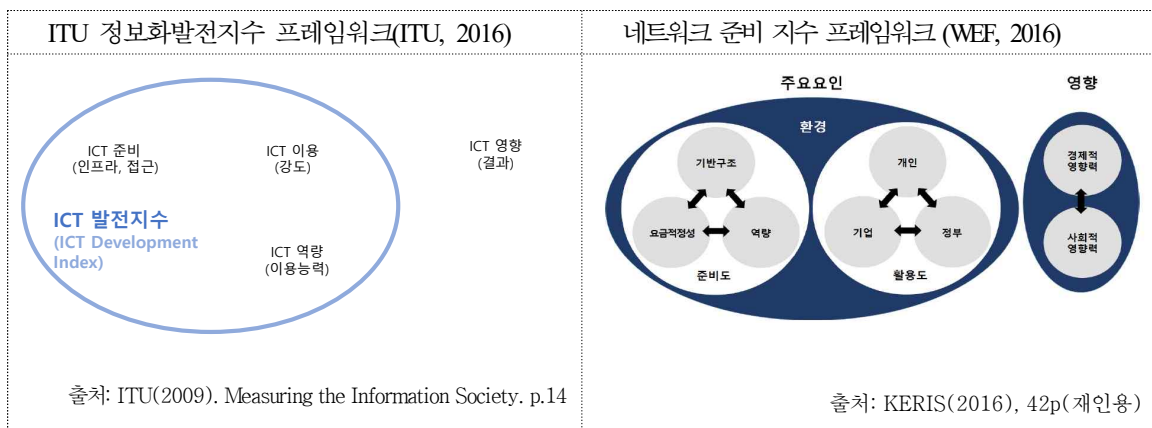 ITU 정보화발전지수 프레임워크(ITU, 2016)
ICT 준비
(인프라, 접근)
ICT 이용
(강도)
ICT 영향
(결과)
ICT 발전지수
(ICT Development
Index)
ICT 역량
(이용능력)
출처: ITU(2009). Measuring the Information Society. p.14
네트워크 준비 지수 프레임워크 (WEF, 2016)
주요요인
영향
환경
기반구조
요금적정성
역량
준비도
개인
기업
정부
활용도
경제적
영향력
사회적
영향력
출처: KERIS(2016), 42p(재인용)